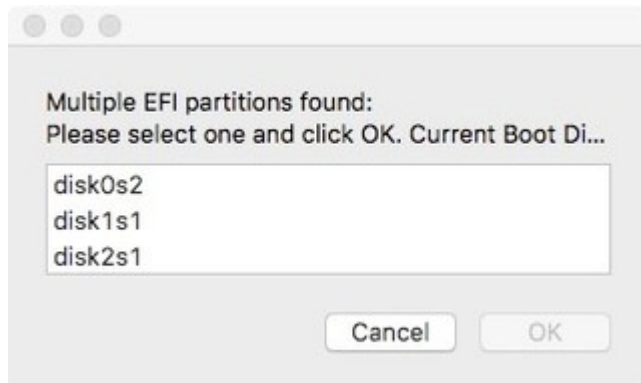 Multiple EFI partitions found:
Please select one and click OK. Current Boot Di...
disk0s2
disk1s1
disk2s1
Cancel
OK